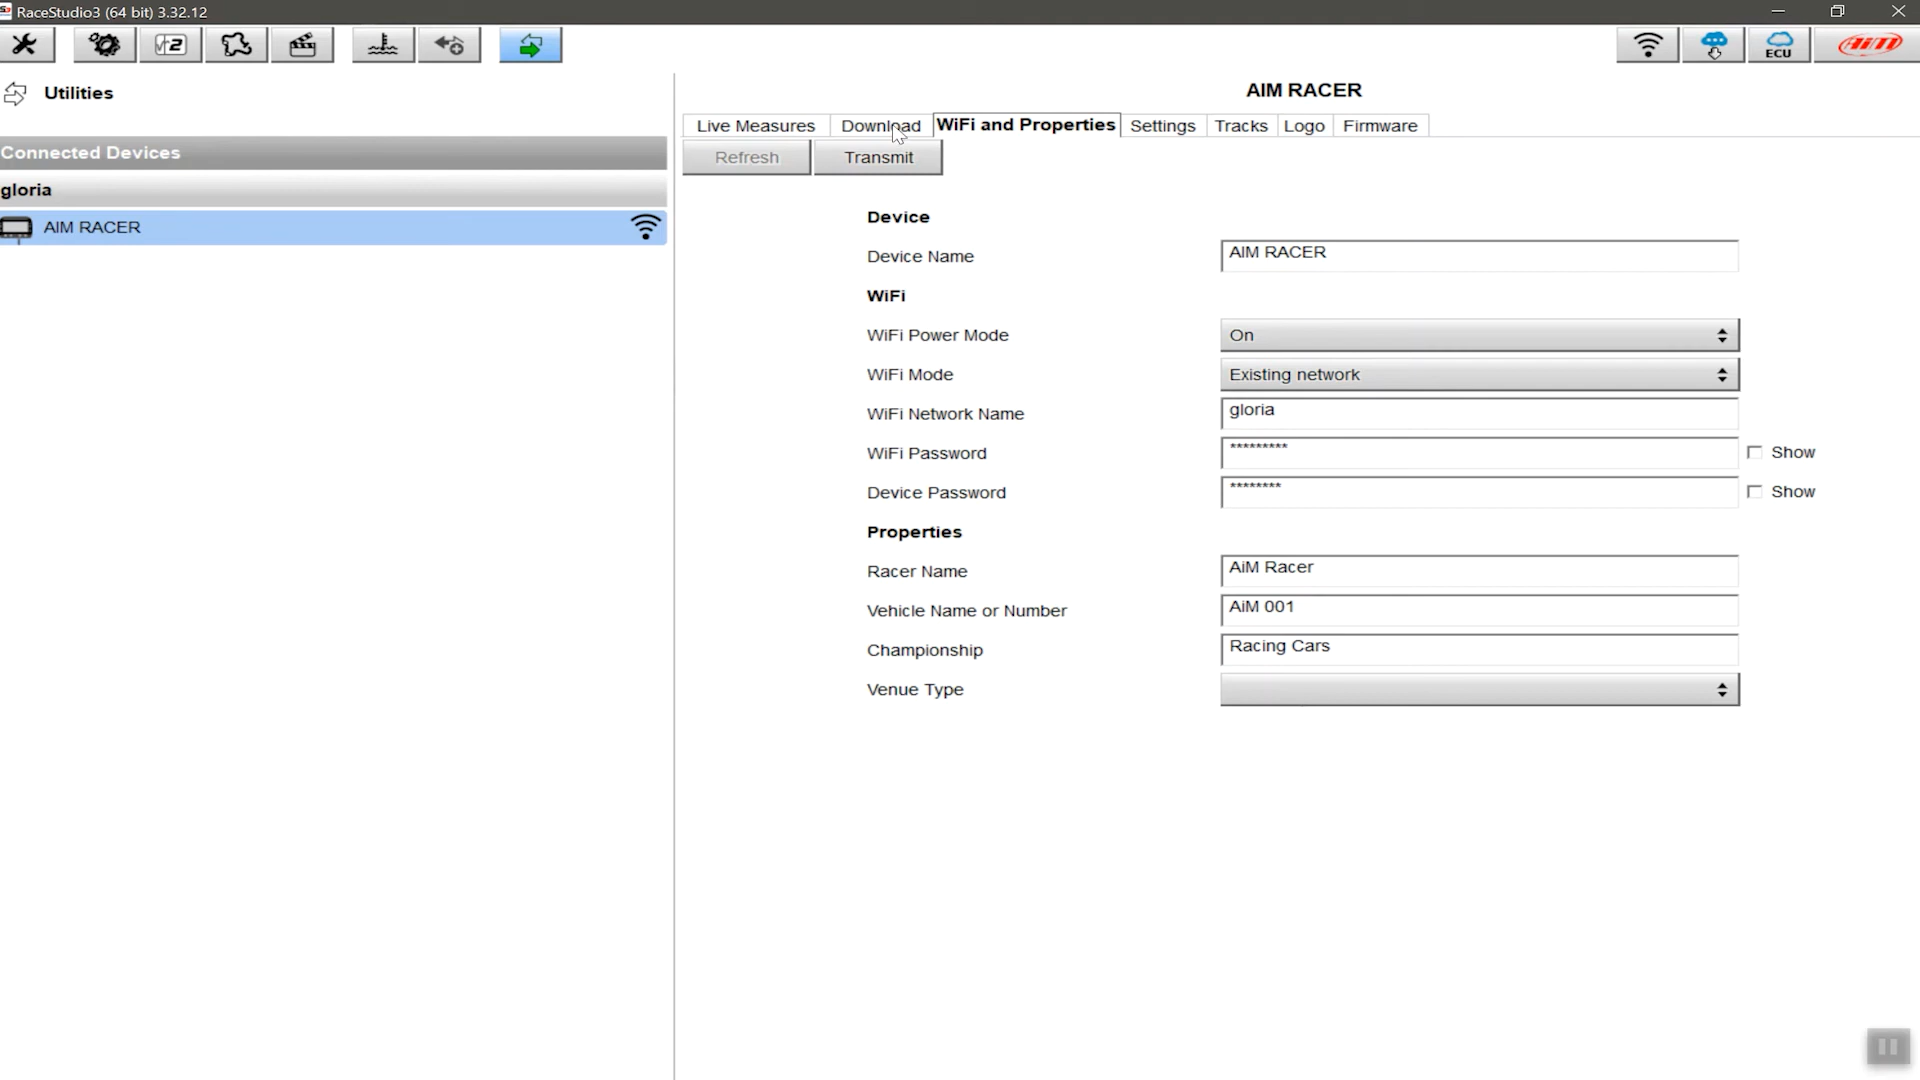 RaceStudio3 (64 bit) 3.32.12
ECU
AiM
Utilities
AIM RACER
Live Measures
Download
WiFi and Properties
Settings
Tracks
Logo
Firmware
Connected Devices
Refresh
Transmit
gloria
AIM RACER
Device
Device Name
AIM RACER
WiFi
WiFi Power Mode
On
WiFi Mode
Existing network
WiFi Network Name
gloria
WiFi Password
*********
Show
Device Password
********
Show
Properties
Racer Name
AiM Racer
Vehicle Name or Number
AiM 001
Championship
Racing Cars
Venue Type